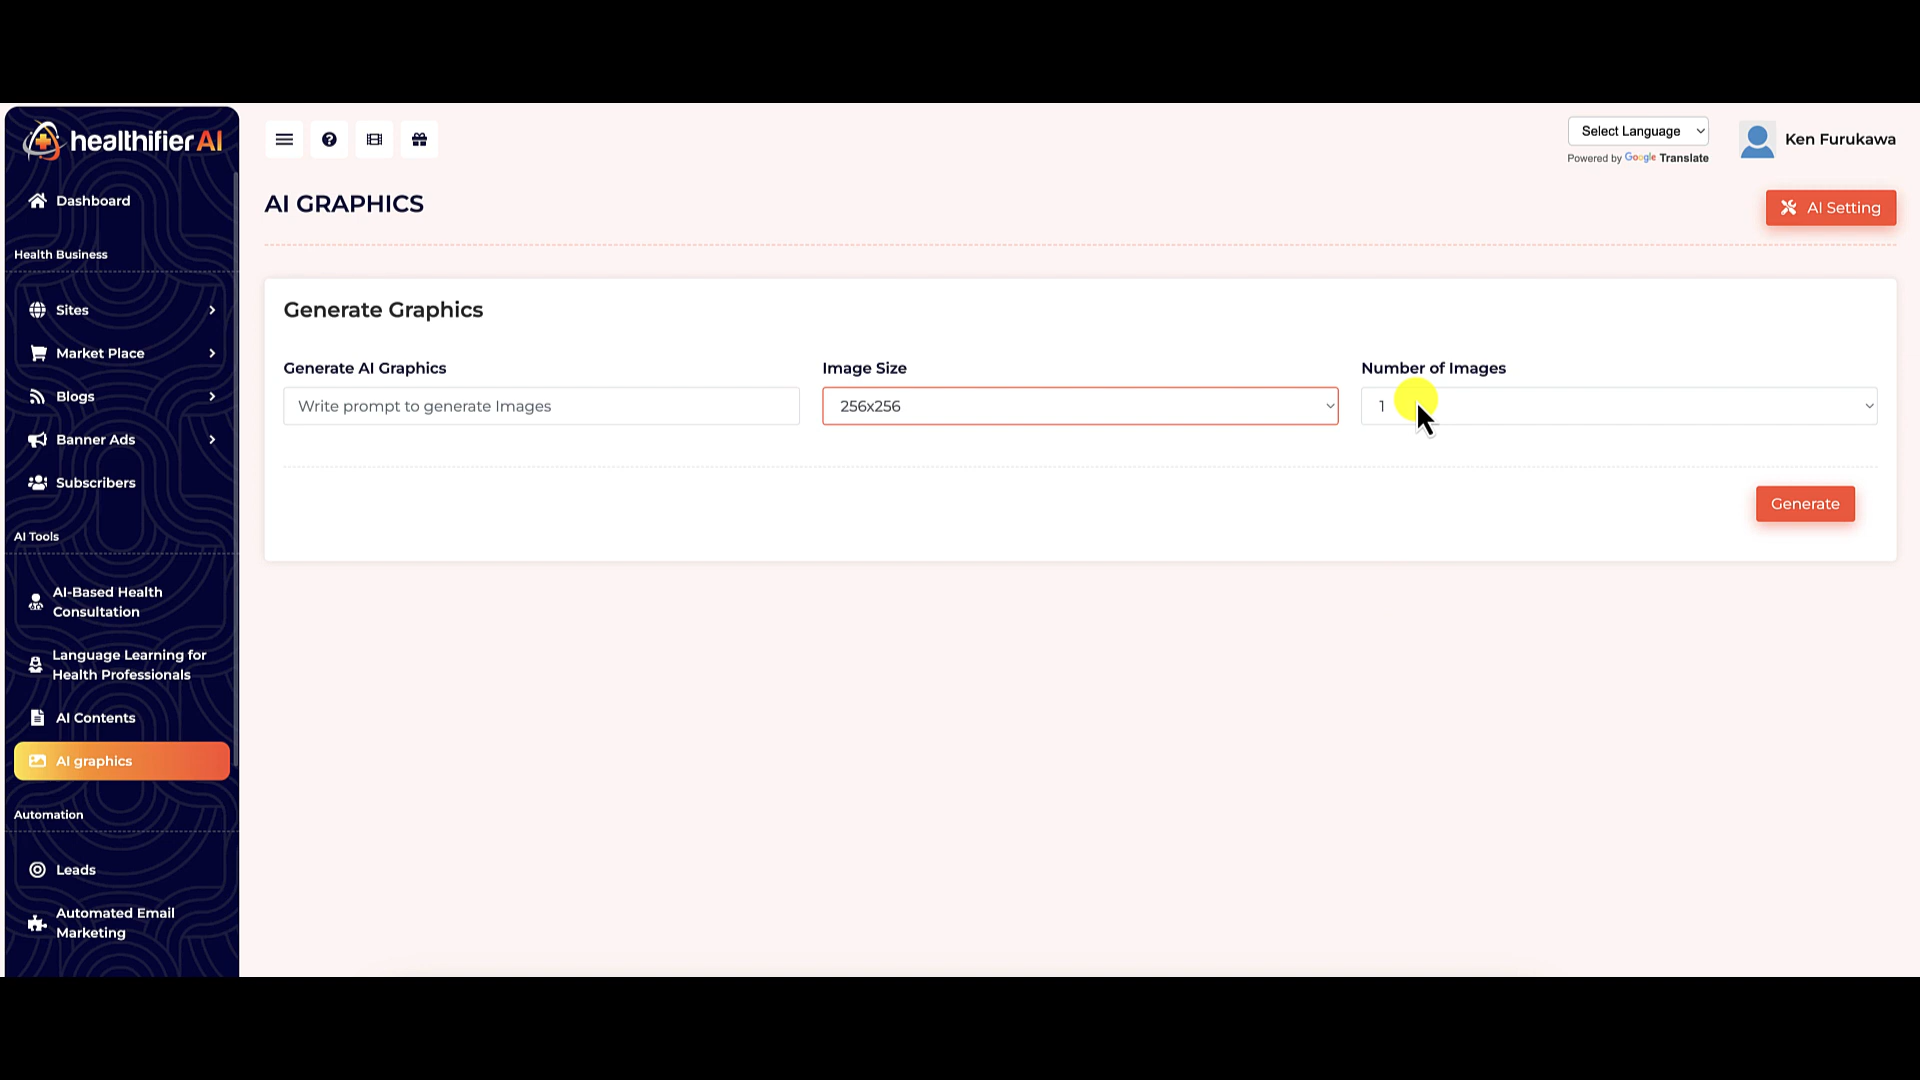 healthifier AI
Select Language
Powered by Google Translate
Ken Furukawa
Dashboard
AI GRAPHICS
AI Setting
Health Business
Sites
Market Place
Blogs
Banner Ads
Subscribers
Generate Graphics
Generate AI Graphics
Image Size
Number of Images
Write prompt to generate Images
256x256
1
Generate
AI Tools
AI-Based Health
Consultation
Language Learning for
Health Professionals
AI Contents
AI graphics
Automation
Leads
Automated Email
Marketing